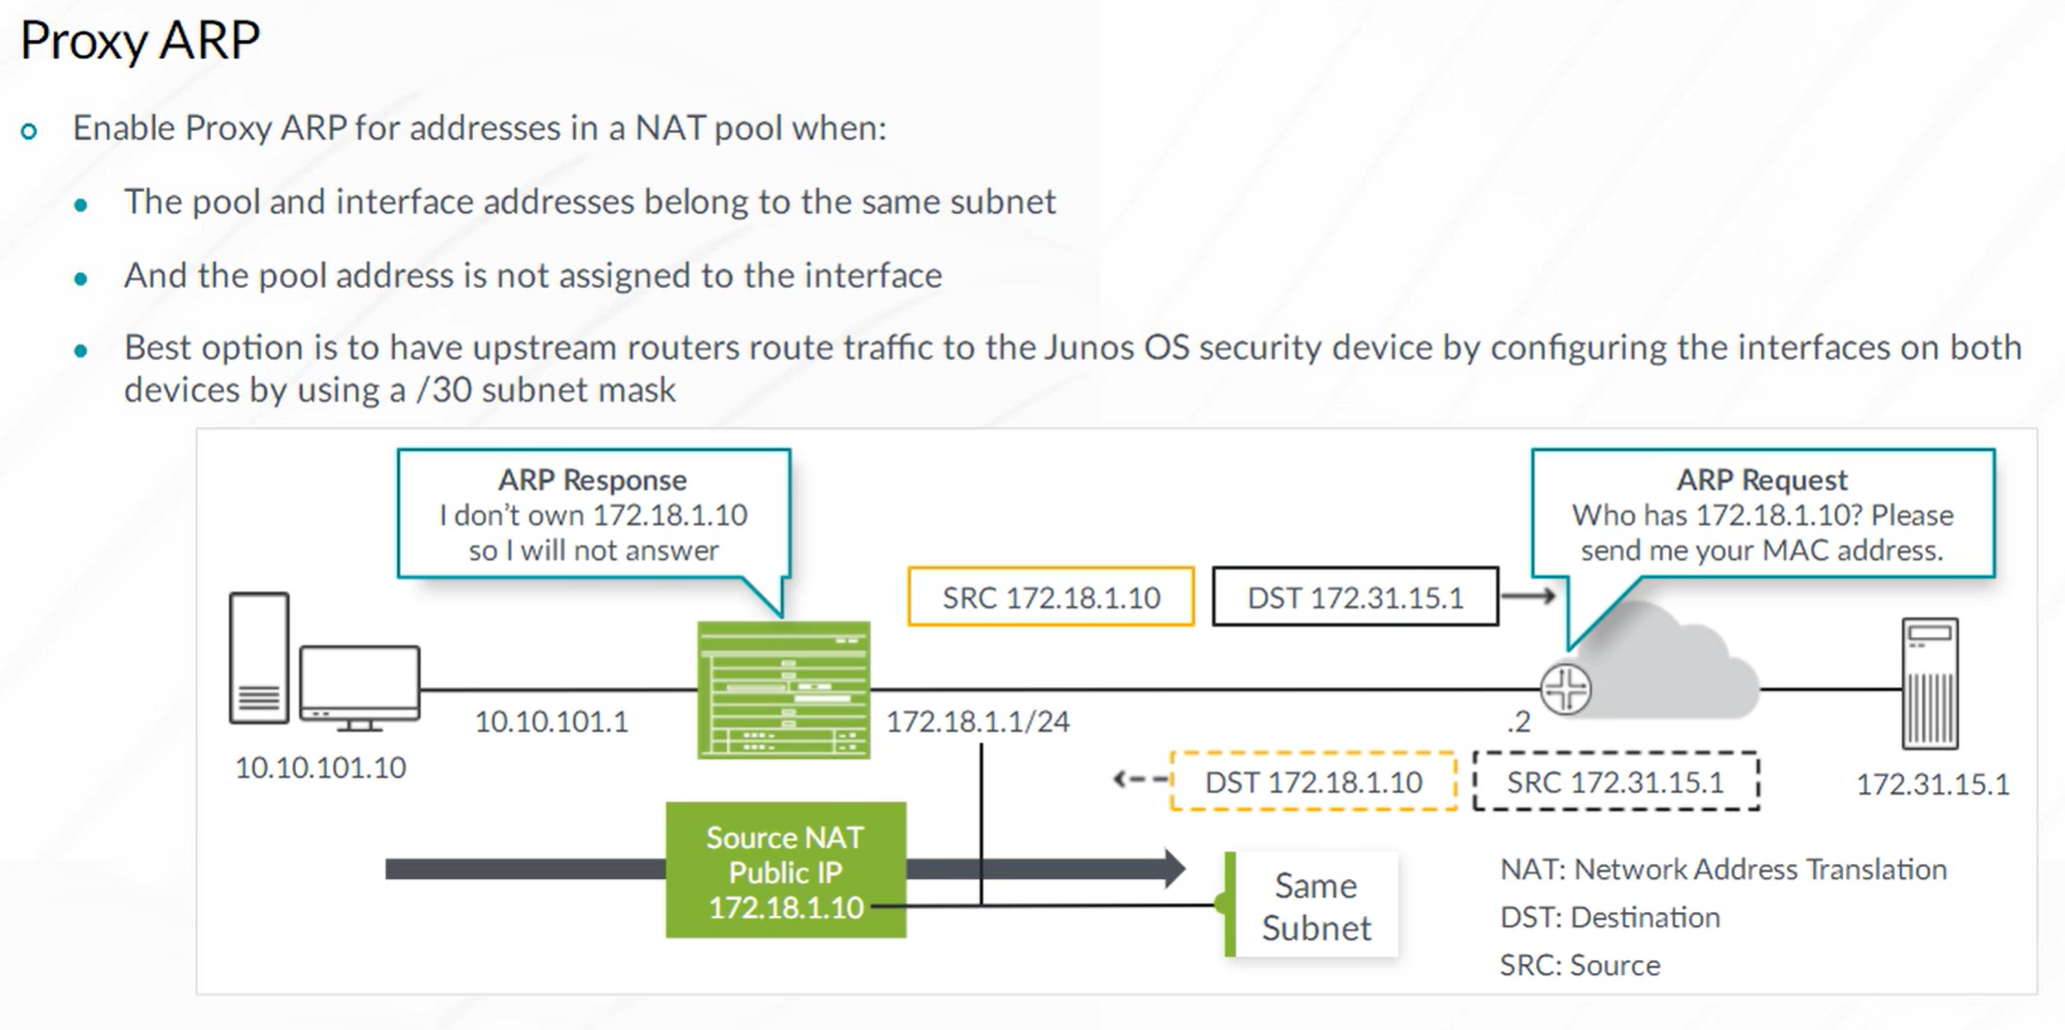 Proxy ARP
Enable Proxy ARP for addresses in a NAT pool when:
The pool and interface addresses belong to the same subnet
And the pool address is not assigned to the interface
Best option is to have upstream routers route traffic to the Junos OS security device by configuring the interfaces on both
devices by using a /30 subnet mask
ARP Response
I don't own 172.18.1.10
so I will not answer
ARP Request
Who has 172.18.1.10? Please
send me your MAC address.
SRC 172.18.1.10
DST 172.31.15.1
10.10.101.1
172.18.1.1/24
.2
10.10.101.10
DST 172.18.1.10
SRC 172.31.15.1
172.31.15.1
Source NAT
Public IP
172.18.1.10
Same
Subnet
NAT: Network Address Translation
DST: Destination
SRC: Source